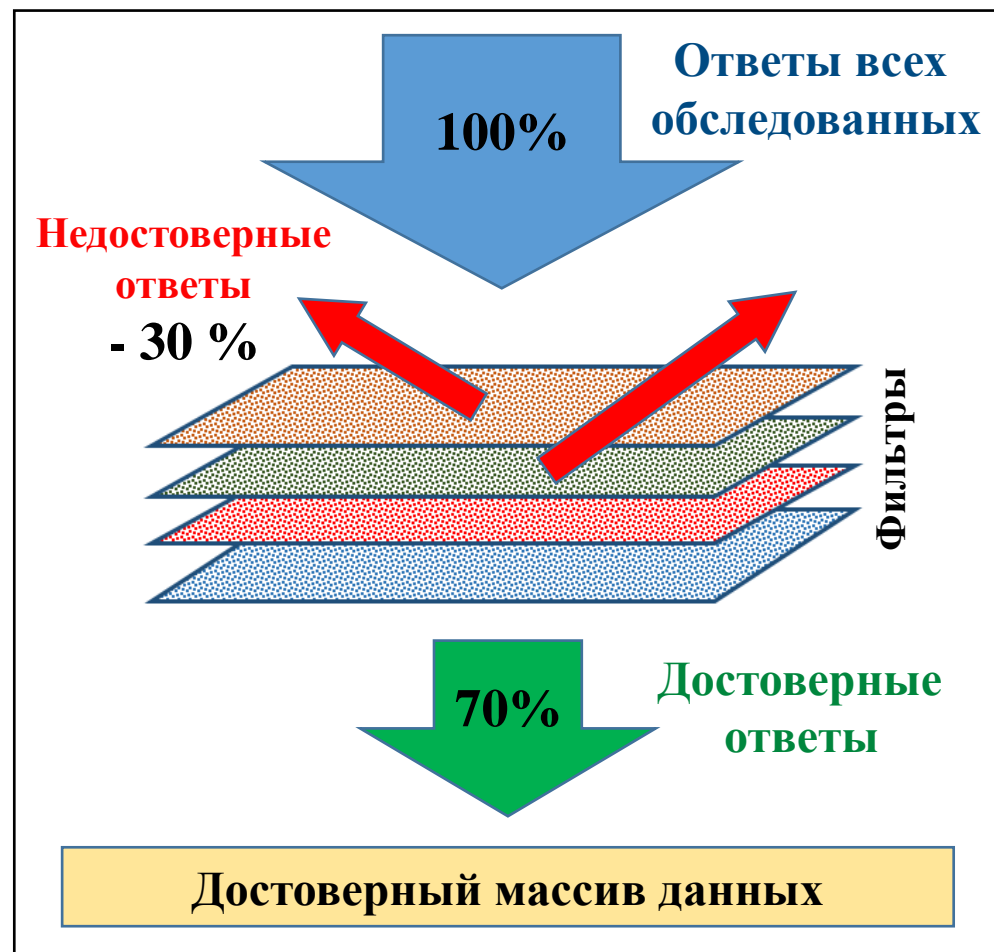 Ответы всех
обследованных
100%
Недостоверные
ответы
- 30 %
Фильтры
70%
Достоверные
ответы
Достоверный массив данных